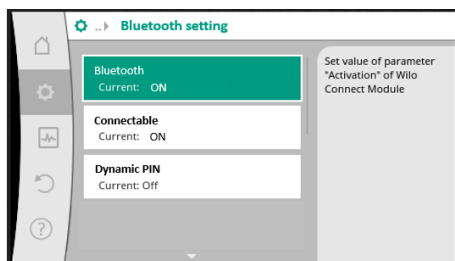 ..▸ Bluetooth setting
Bluetooth
Current: ON
Connectable
Current: ON
Dynamic PIN
Current: Off
Set value of parameter
"Activation" of Wilo
Connect Module
?